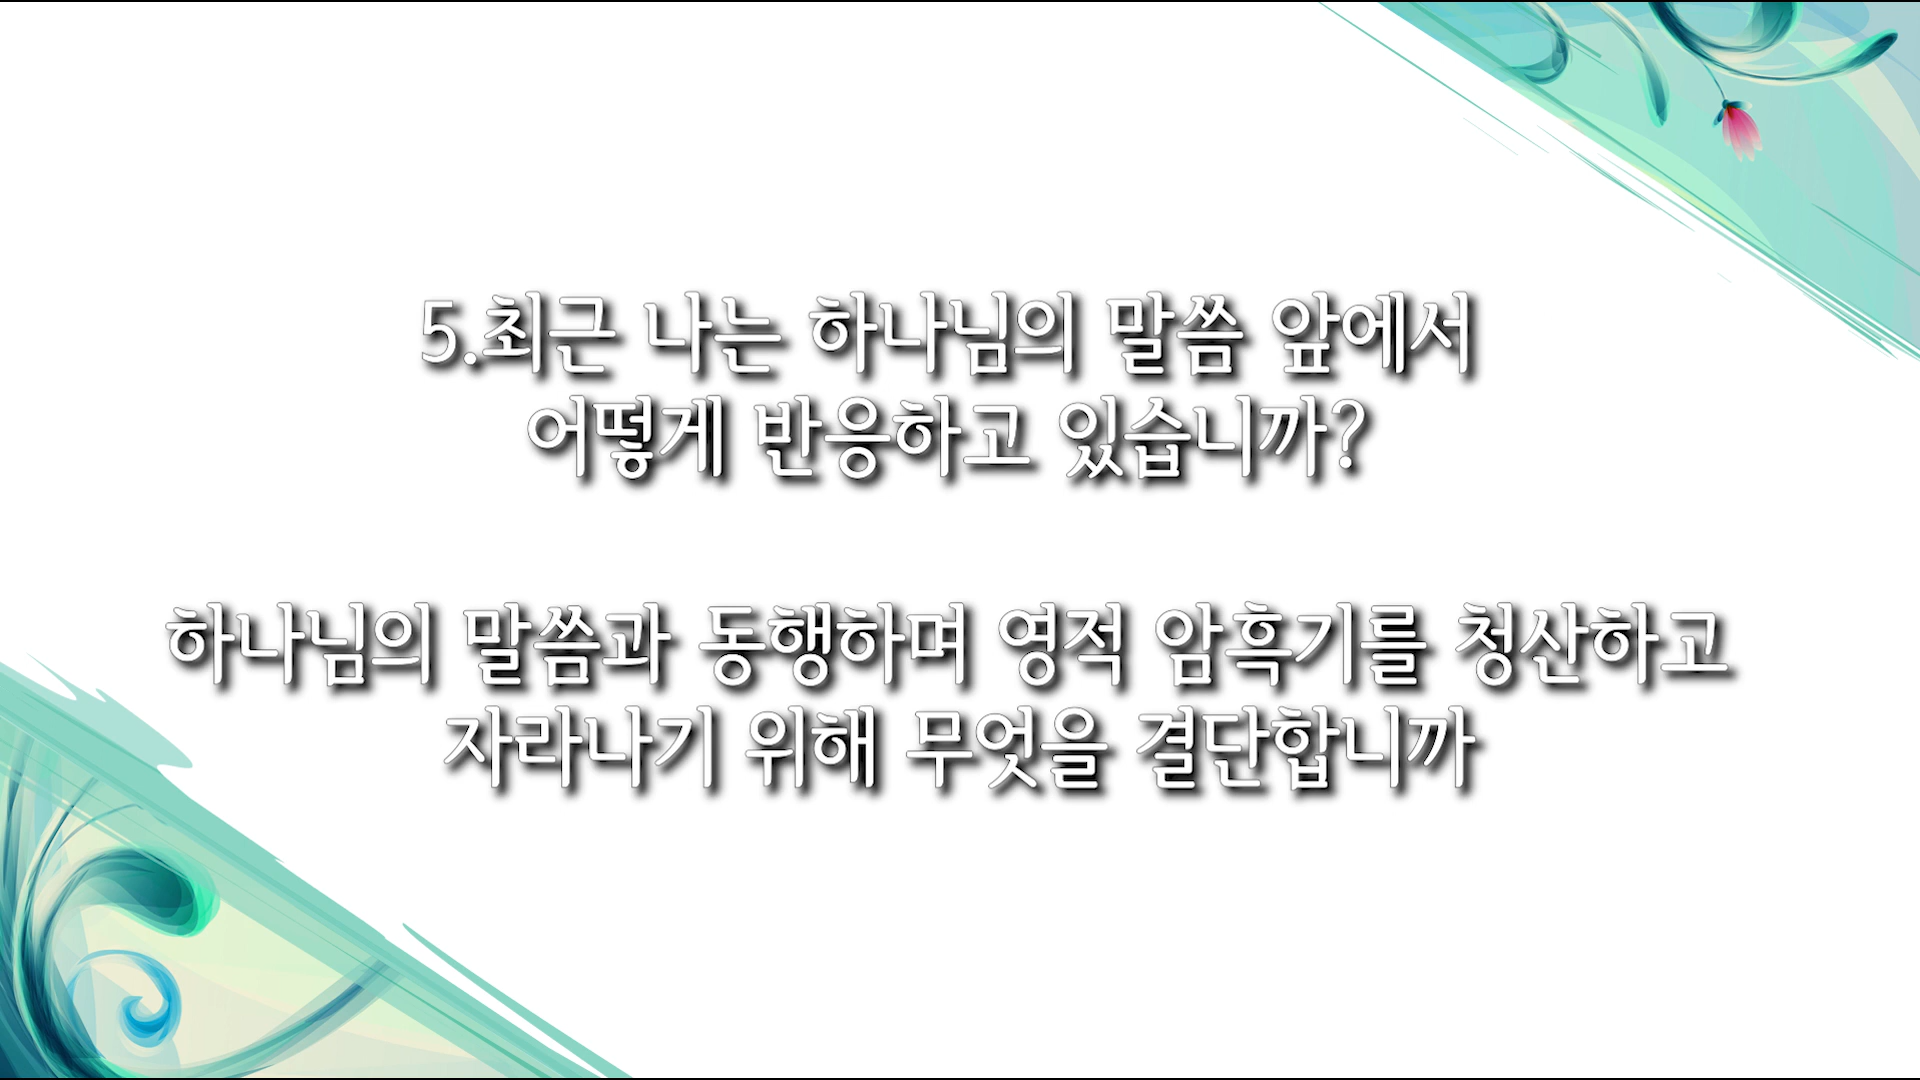 5.최근 나는 하나님의 말씀 앞에서
어떻게 반응하고 있습니까?
하나님의 말씀과 동행하며 영적 암흑기를 청산하고
자라나기 위해 무엇을 결단합니까